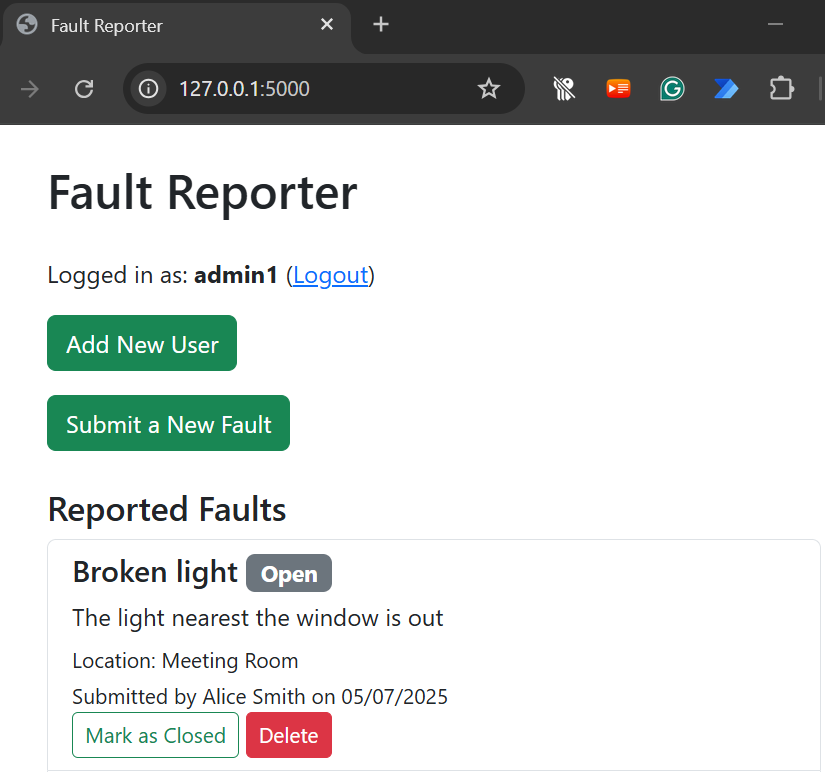 Fault Reporter
127.0.0.1:5000
Fault Reporter
Logged in as: admin1 (Logout)
Add New User
Submit a New Fault
Reported Faults
Broken light Open
The light nearest the window is out
Location: Meeting Room
Submitted by Alice Smith on 05/07/2025
Mark as Closed Delete